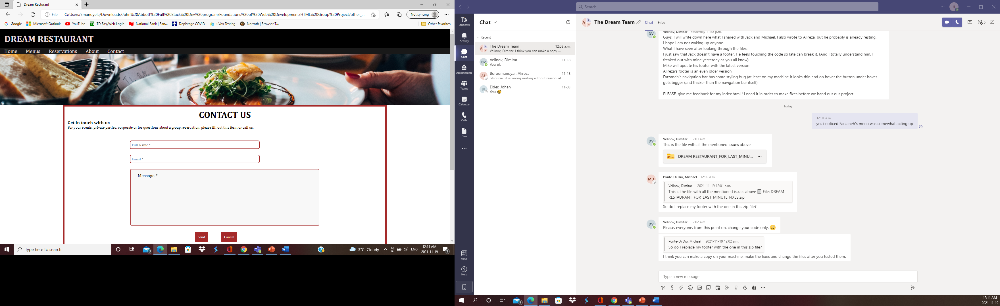 Dream Resturant
File
C:/Users/Emanoyela/Downloads/John%20Abbott%20Full%20Stack%20Dev%20program/Foundations%20of%20Web%20Development/HTML%20Group%20Project/other_...
Not syncing
Google
Microsoft Outlook
YouTube
TD EasyWeb Login
National Bank | Ban...
Depistage COVID
uVox Testing
Norroth | Browser T...
Other favorites
DREAM RESTAURANT
Home Menus Reservations About Contact
CONTACT US
Get in touch with us
For your events, private parties, corporate or for questions about a group reservation, please fill out this form or call us.
Full Name *
Email *
Message *
Send
Cancel
Type here to search
3
3°C Cloudy
ENG
12:11 AM
2021-11-19
3
Search
JL
Students
Activity
Chat
Assignments
Teams
Calendar
Calls
Files
Apps
Help
Chat
Recent
The Dream Team 12:03 a.m.
Velinov, Dimitar: I think you can make a copy ...
DV
Velinov, Dimitar 11-18
You: ok
AB
Boroumandyar, Alireza 11-18
ofcourse . it is wrong nesting without reason. at ...
JE
Elder, Johan 11-03
You:
The Dream Team
Chat
Files
5
DV
Velinov, Dimitar Yesterday 11:58 p.m.
Guys, I will write down here what I shared with Jack and Michael. I also wrote to Alireza, but he probably is already resting.
I hope I am not waking up anyone.
What I have seen after looking through the files:
I just saw that Jack doesn't have a footer. He feels touching the code so late can break it. (And I totally understand him, I
freaked out with mine yesterday as you all know)
Mike will update his footer with the latest version
Alireza's footer is an even older version
Farzaneh's navigation bar has some styling bug (at least on my machine it looks thin and on hover the button under hover
gets bigger (and thicker than the navigation bar itself)
PLEASE, give me feedback for my index.html ! I need it in order to make fixes before we hand out our project.
Today
12:01 a.m.
yes i noticed Farzaneh's menu was somewhat acting up
DV
Velinov, Dimitar 12:01 a.m.
This is the file with all the mentioned issues above
DREAM RESTAURANT_FOR_LAST_MINU...
MD
Ponte-Di Dio, Michael 12:02 a.m.
Velinov, Dimitar 2021-11-19 12:01 a.m.
This is the file with all the mentioned issues above File: DREAM
RESTAURANT_FOR_LAST_MINUTE_FIXES.zip
So do I replace my footer with the one in this zip file?
DV
Velinov, Dimitar 12:02 a.m.
Please, everyone, from this point on, change your code only.
Ponte-Di Dio, Michael 2021-11-19 12:02 a.m.
So do I replace my footer with the one in this zip file?
I think you can make a copy on your machine, make the fixes and change the files after you tested them.
Type a new message
GIF
3
12:11 AM
2021-11-19